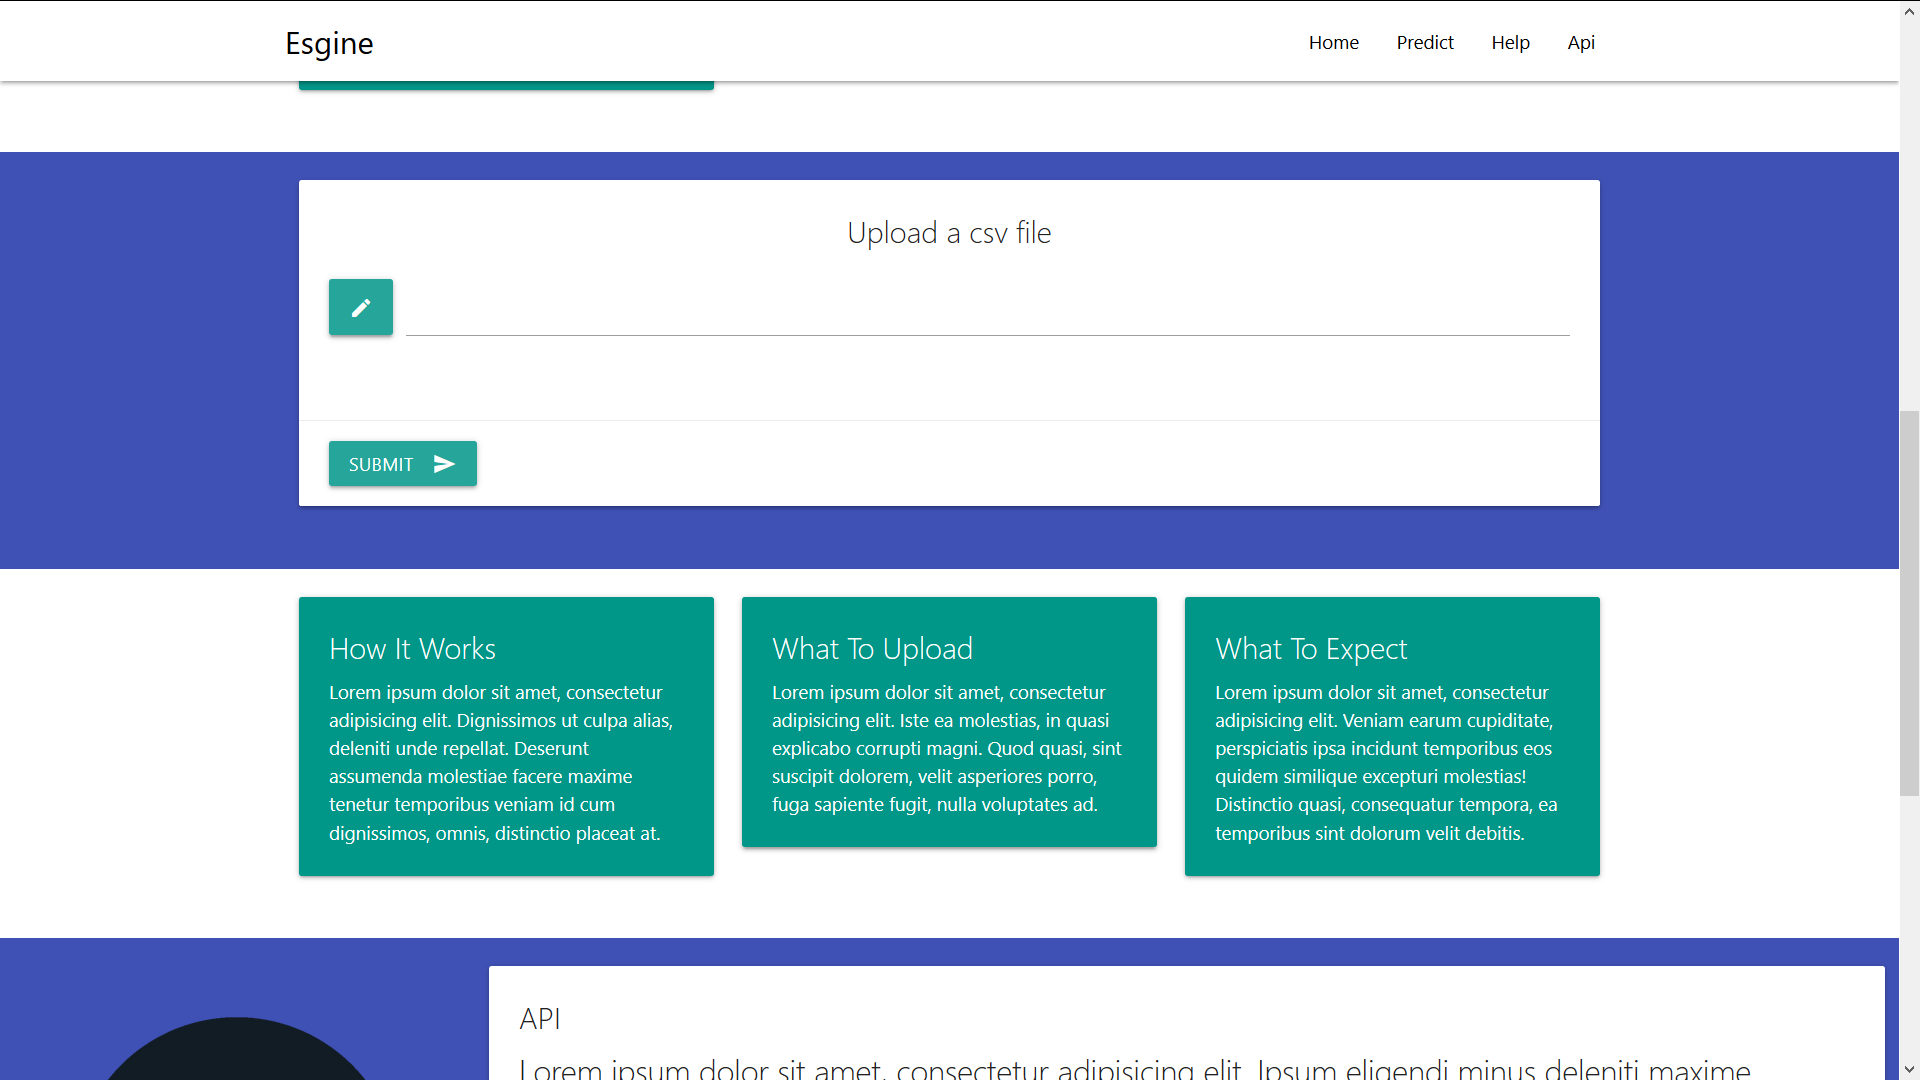 Esgine
Home Predict Help Api
Upload a csv file
SUBMIT
How It Works
Lorem ipsum dolor sit amet, consectetur
adipisicing elit. Dignissimos ut culpa alias,
deleniti unde repellat. Deserunt
assumenda molestiae facere maxime
tenetur temporibus veniam id cum
dignissimos, omnis, distinctio placeat at.
What To Upload
Lorem ipsum dolor sit amet, consectetur
adipisicing elit. Iste ea molestias, in quasi
explicabo corrupti magni. Quod quasi, sint
suscipit dolorem, velit asperiores porro,
fuga sapiente fugit, nulla voluptates ad.
What To Expect
Lorem ipsum dolor sit amet, consectetur
adipisicing elit. Veniam earum cupiditate,
perspiciatis ipsa incidunt temporibus eos
quidem similique excepturi molestias!
Distinctio quasi, consequatur tempora, ea
temporibus sint dolorum velit debitis.
API
Lorem ipsum dolor sit amet, consectetur adipisicing elit. Ipsum eligendi minus deleniti maxime